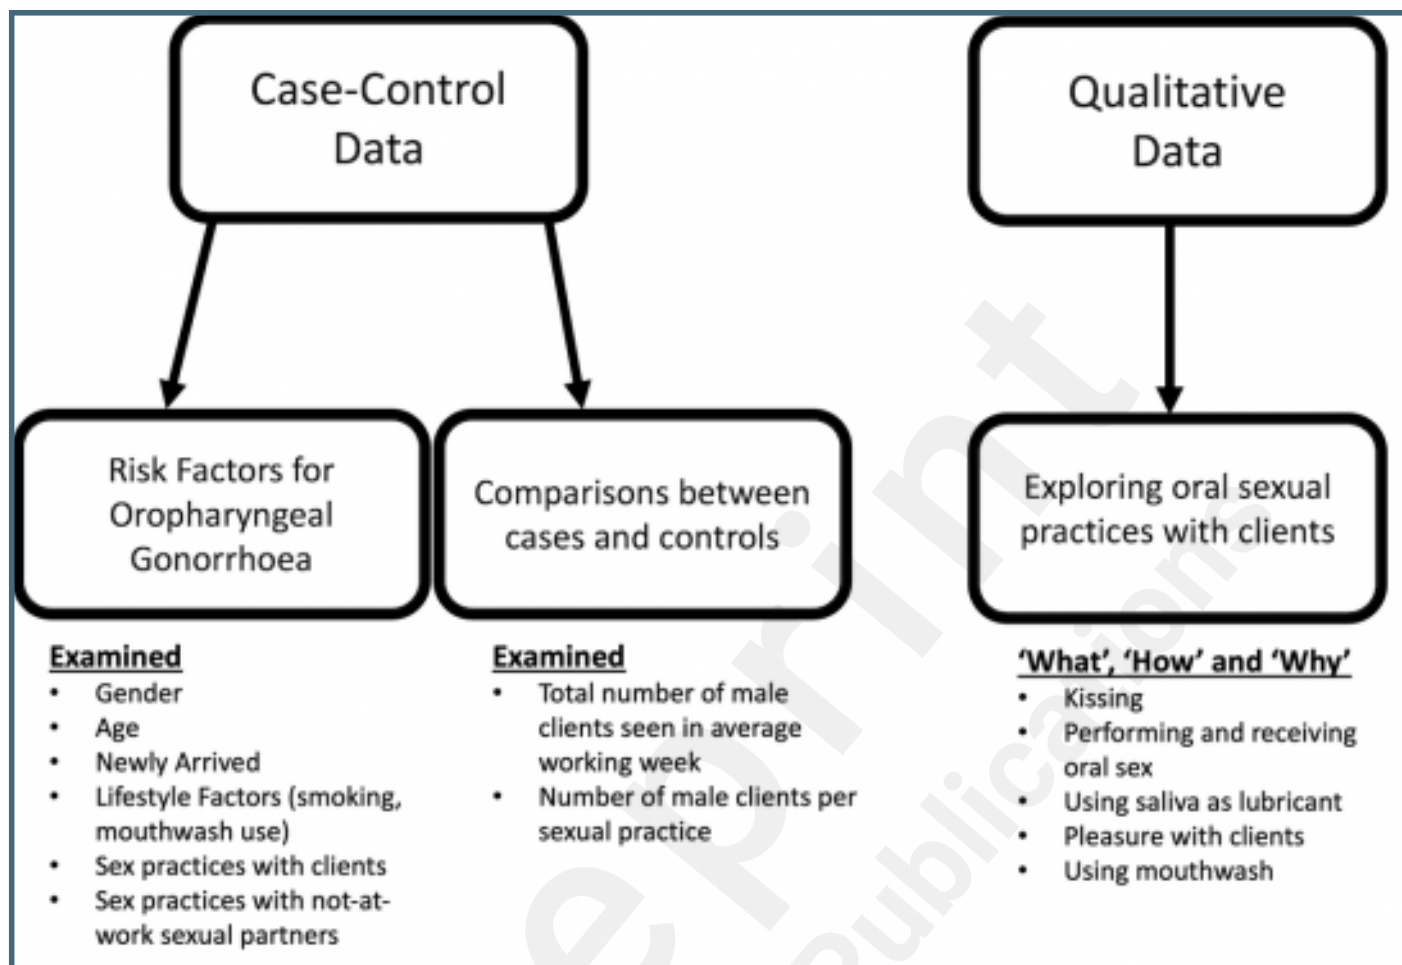 Case-Control
Data
Qualitative
Data
Risk Factors for
Oropharyngeal
Gonorrhoea
Comparisons between
cases and controls
Exploring oral sexual
practices with clients
Examined
• Gender
• Age
• Newly Arrived
• Lifestyle Factors (smoking,
mouthwash use)
• Sex practices with clients
• Sex practices with not-at-
work sexual partners
Examined
• Total number of male
clients seen in average
working week
• Number of male clients per
sexual practice
‘What’, ‘How’ and ‘Why’
• Kissing
• Performing and receiving
oral sex
• Using saliva as lubricant
• Pleasure with clients
• Using mouthwash
eprint
Publications